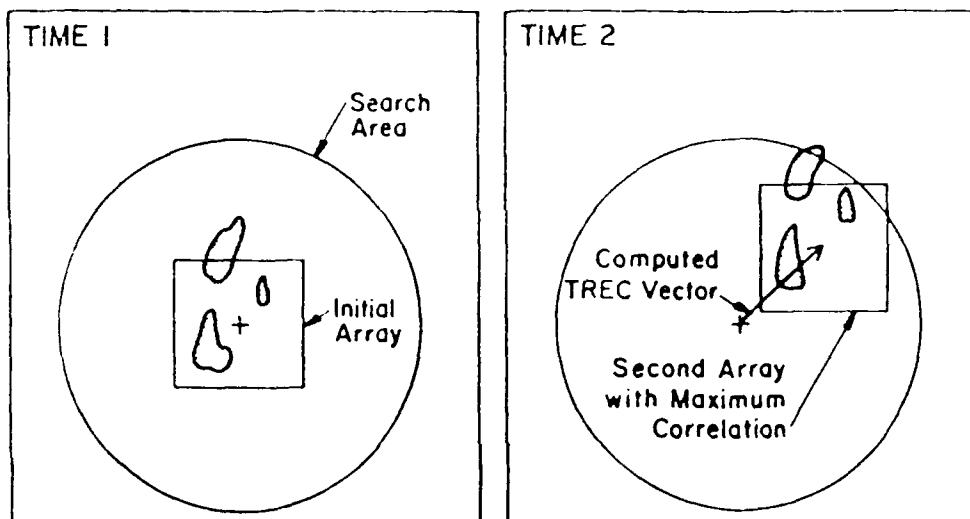 TIME 1
Search
Area
Initial
Array
TIME 2
Computed
TREC Vector
Second Array
with Maximum
Correlation